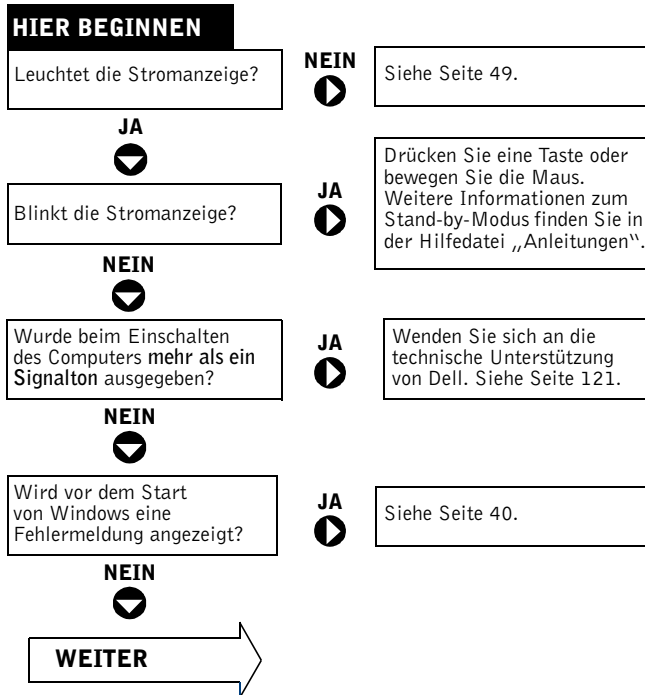 HIER BEGINNEN
Leuchtet die Stromanzeige?
NEIN
Siehe Seite 49.
JA
Blinkt die Stromanzeige?
JA
Drücken Sie eine Taste oder
bewegen Sie die Maus.
Weitere Informationen zum
Stand-by-Modus finden Sie in
der Hilfedatei „Anleitungen“.
NEIN
Wurde beim Einschalten
des Computers mehr als ein
Signalton ausgegeben?
JA
Wenden Sie sich an die
technische Unterstützung
von Dell. Siehe Seite 121.
NEIN
Wird vor dem Start
von Windows eine
Fehlermeldung angezeigt?
JA
Siehe Seite 40.
NEIN
WEITER